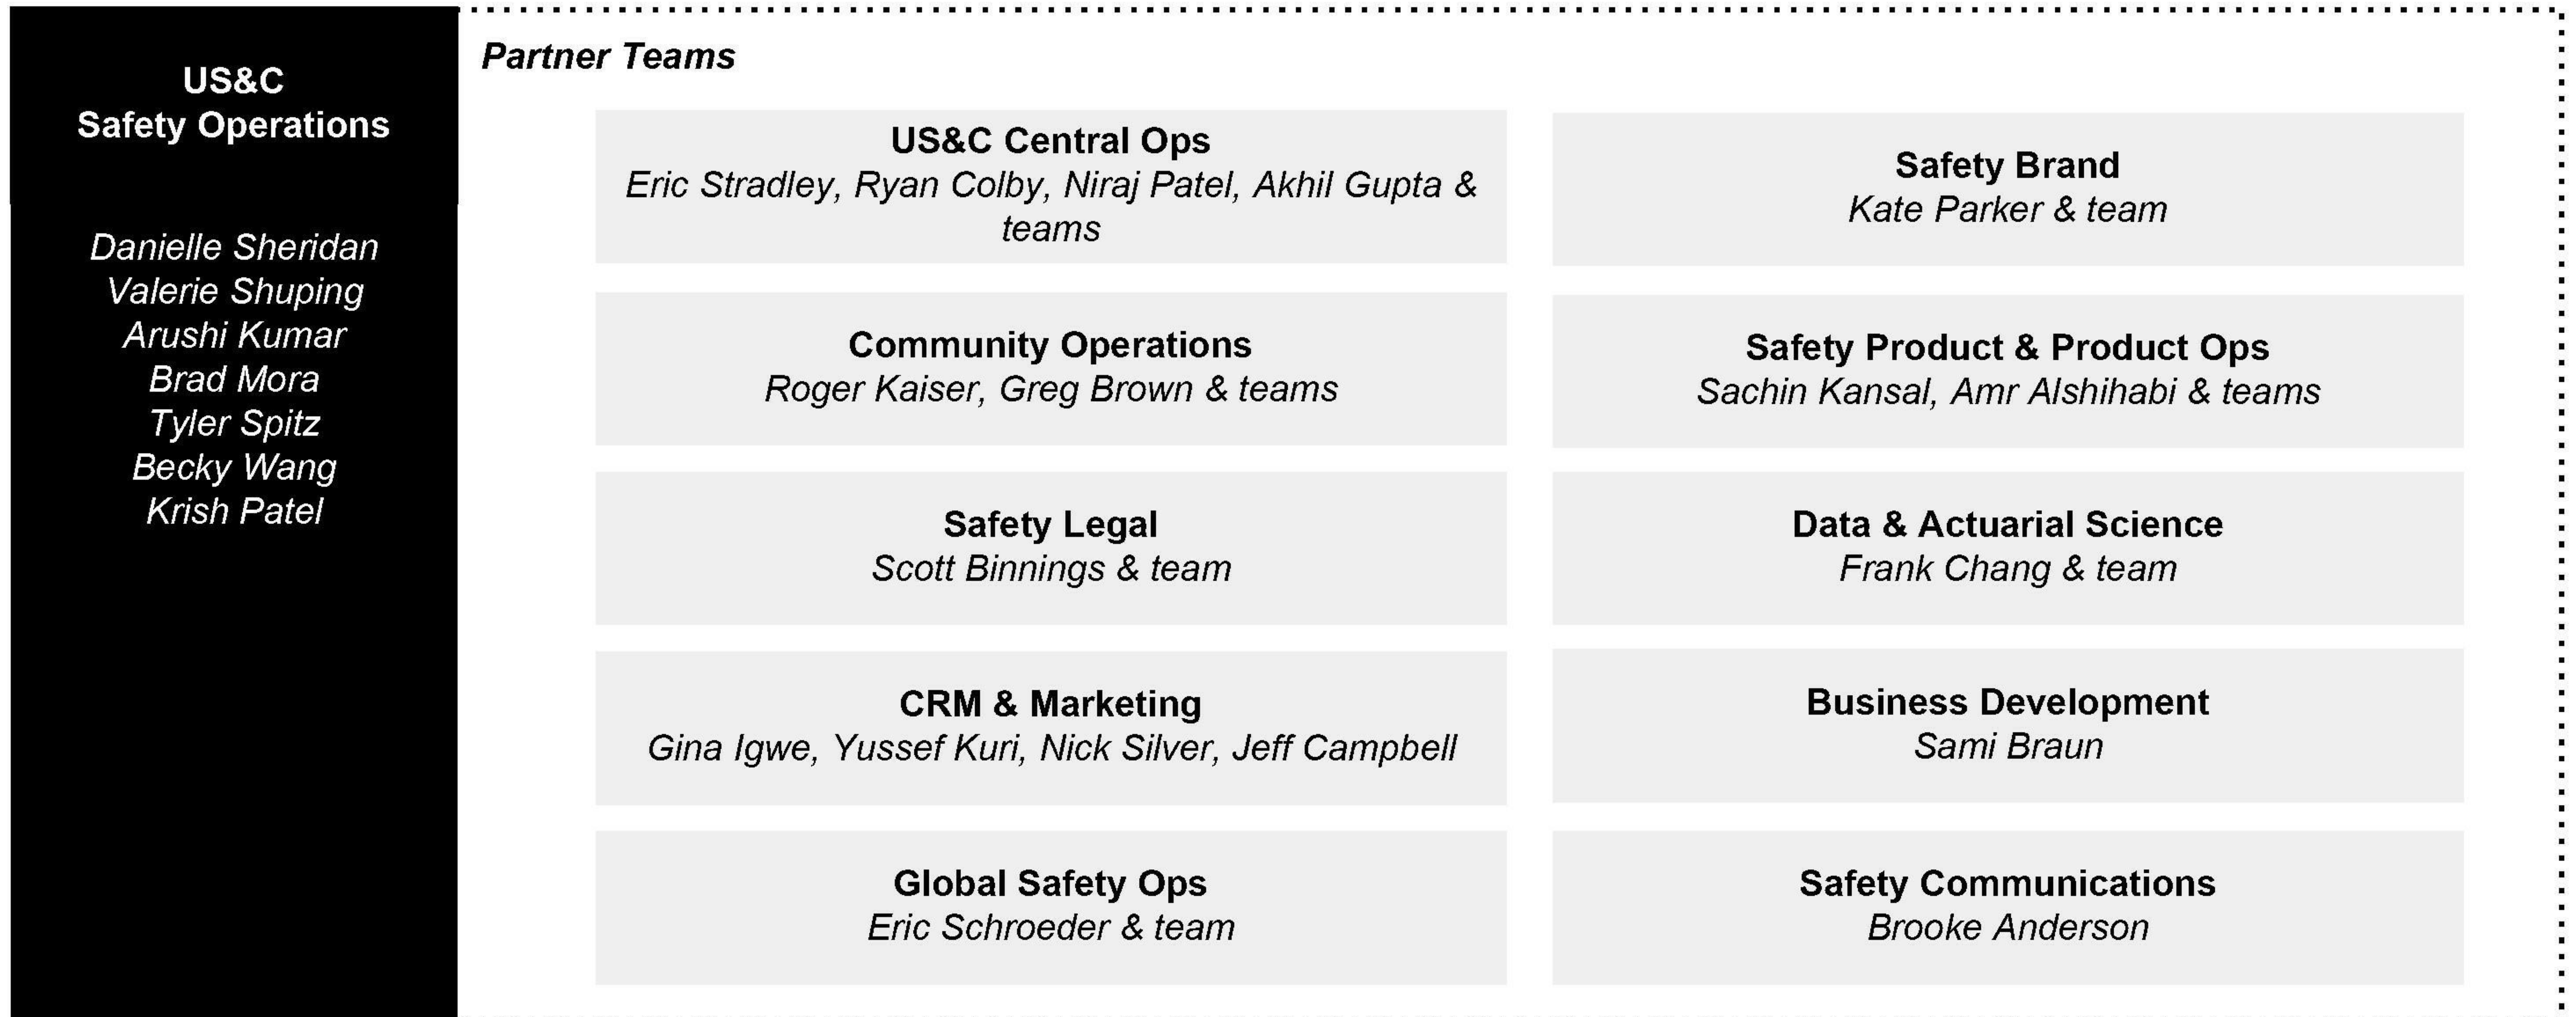 US&C
Safety Operations
Danielle Sheridan
Valerie Shuping
Arushi Kumar
Brad Mora
Tyler Spitz
Becky Wang
Krish Patel
Partner Teams
US&C Central Ops
Eric Stradley, Ryan Colby, Niraj Patel, Akhil Gupta &
teams
Safety Brand
Kate Parker & team
Community Operations
Roger Kaiser, Greg Brown & teams
Safety Product & Product Ops
Sachin Kansal, Amr Alshihabi & teams
Safety Legal
Scott Binnings & team
Data & Actuarial Science
Frank Chang & team
CRM & Marketing
Gina Igwe, Yussef Kuri, Nick Silver, Jeff Campbell
Business Development
Sami Braun
Global Safety Ops
Eric Schroeder & team
Safety Communications
Brooke Anderson